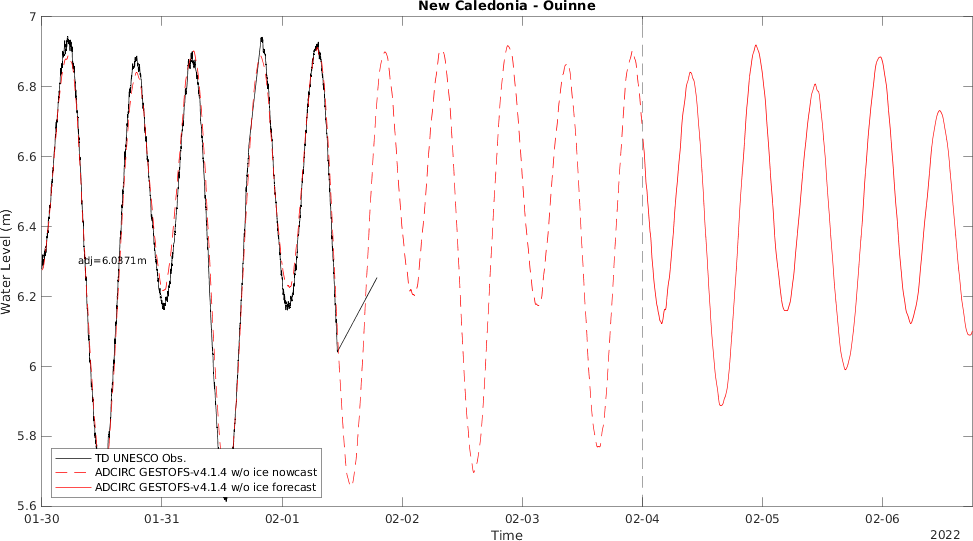 New Caledonia - Ouinne
7
6.8
6.6
6.4
6.2
6
5.8
5.6
Water Level (m)
adj=6.0371m
TD UNESCO Obs.
ADCIRC GESTOFS-v4.1.4 w/o ice nowcast
ADCIRC GESTOFS-v4.1.4 w/o ice forecast
01-30 01-31 02-01 02-02 02-03 02-04 02-05 02-06
Time
2022